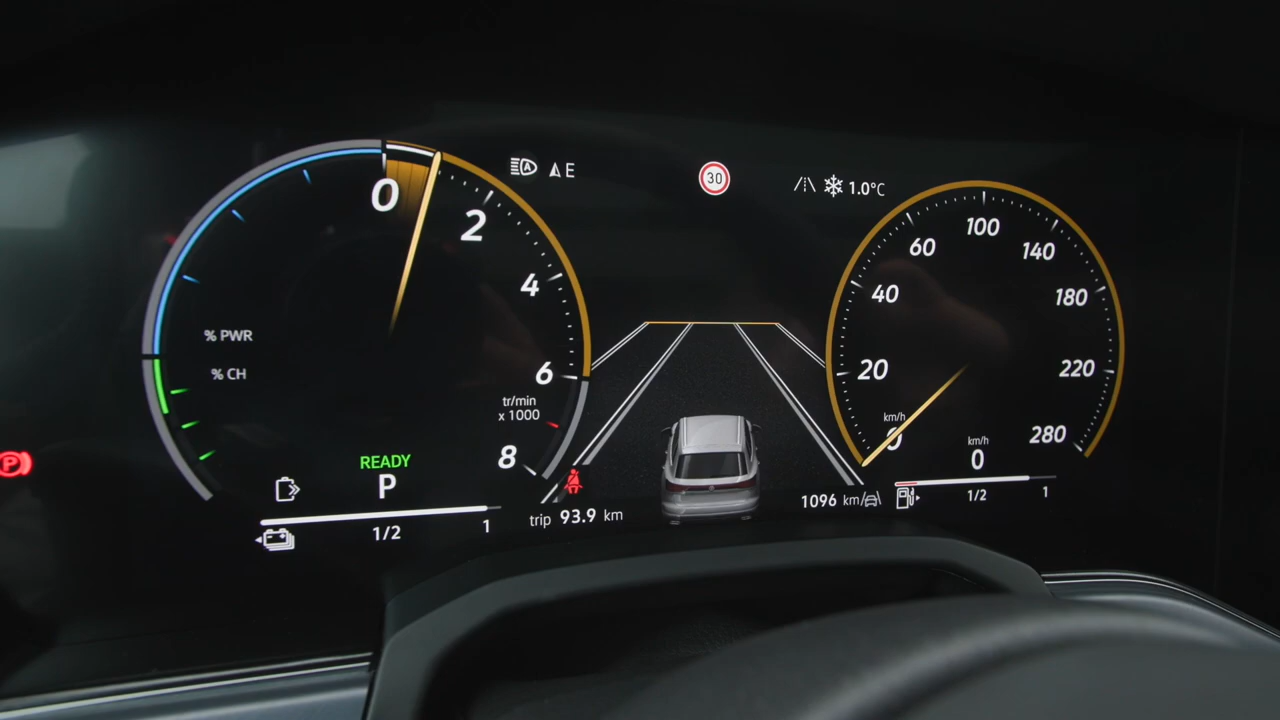 A E
30
1.0°C
0
2
4
6
8
% PWR
% CH
tr/min
x 1000
READY
P
1/2
1
trip 93.9 km
1096 km
20
40
60
100
140
180
220
280
km/h
0
km/h
0
1/2
1
P